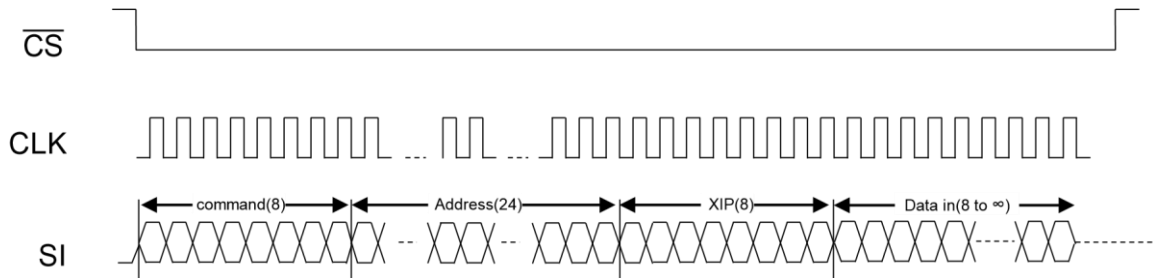 CS
CLK
command(8) Address(24) XIP(8) Data in(8 to ∞)
SI